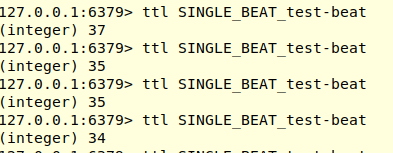 127.0.0.1:6379> ttl SINGLE_BEAT_test-beat
(integer) 37
127.0.0.1:6379> ttl SINGLE_BEAT_test-beat
(integer) 35
127.0.0.1:6379> ttl SINGLE_BEAT_test-beat
(integer) 35
127.0.0.1:6379> ttl SINGLE_BEAT_test-beat
(integer) 34